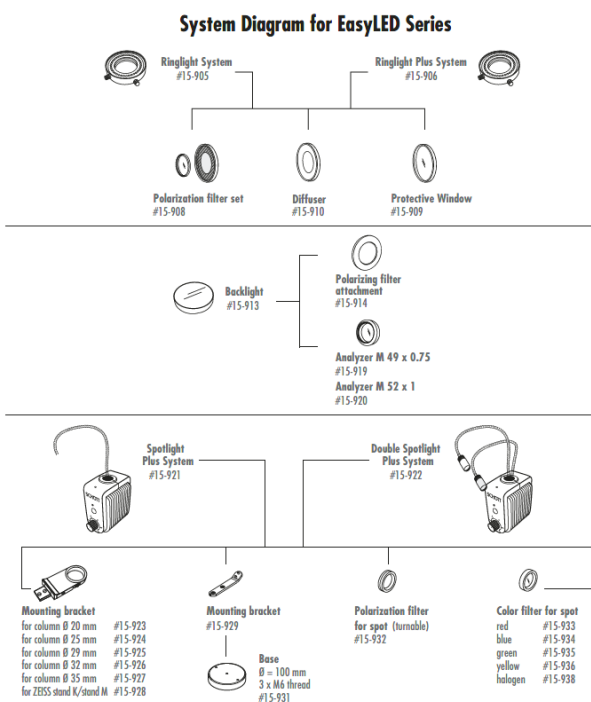 System Diagram for EasyLED Series
Ringlight System
#15-905
Ringlight Plus System
#15-906
Polarization filter set
#15-908
Diffuser
#15-910
Protective Window
#15-909
Backlight
#15-913
Polarizing filter
attachment
#15-914
Analyzer M 49 x 0.75
#15-919
Analyzer M 52 x 1
#15-920
Spotlight
Plus System
#15-921
Double Spotlight
Plus System
#15-922
SCHOTT
SCHOTT
Mounting bracket
for column Ø 20 mm #15-923
for column Ø 25 mm #15-924
for column Ø 29 mm #15-925
for column Ø 32 mm #15-926
for column Ø 35 mm #15-927
for ZEISS stand K/stand M #15-928
Mounting bracket
#15-929
Base
Ø = 100 mm
3 x M6 thread
#15-931
Polarization filter
for spot (turnable)
#15-932
Color filter for spot
red #15-933
blue #15-934
green #15-935
yellow #15-936
halogen #15-938